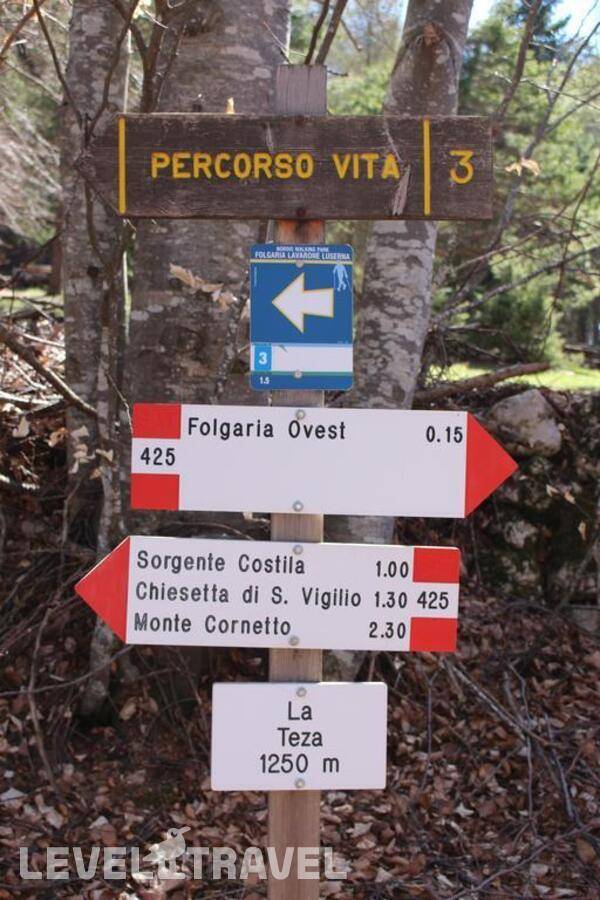 PERCORSO VITA 3
NORDIC WALKING PARK
FOLGARIA LAVARONE LUSERNA
3
1.5
Folgaria Ovest 0.15
425
Sorgente Costila 1.00
Chiesetta di S. Vigilio 1.30 425
Monte Cornetto 2.30
La
Teza
1250 m
LEVEL TRAVEL